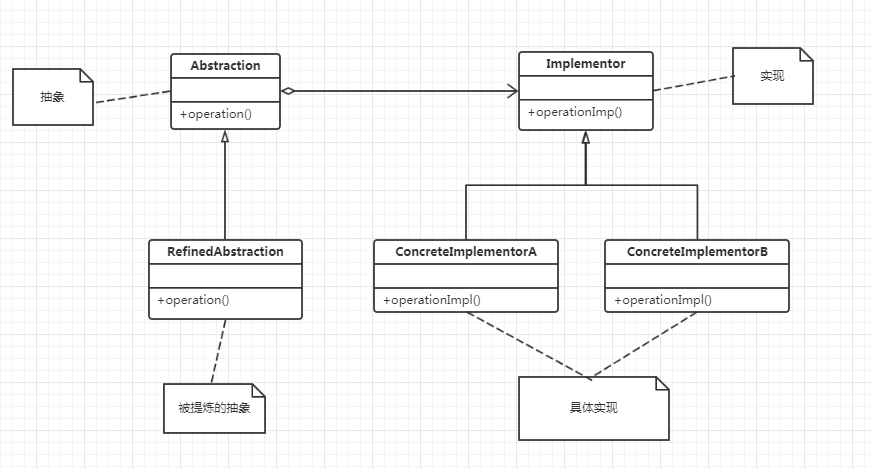 Abstraction
+operation()
抽象
Implementor
+operationImp()
实现
RefinedAbstraction
+operation()
ConcreteImplementorA
+operationImpl()
ConcreteImplementorB
+operationImpl()
被提炼的抽象
具体实现